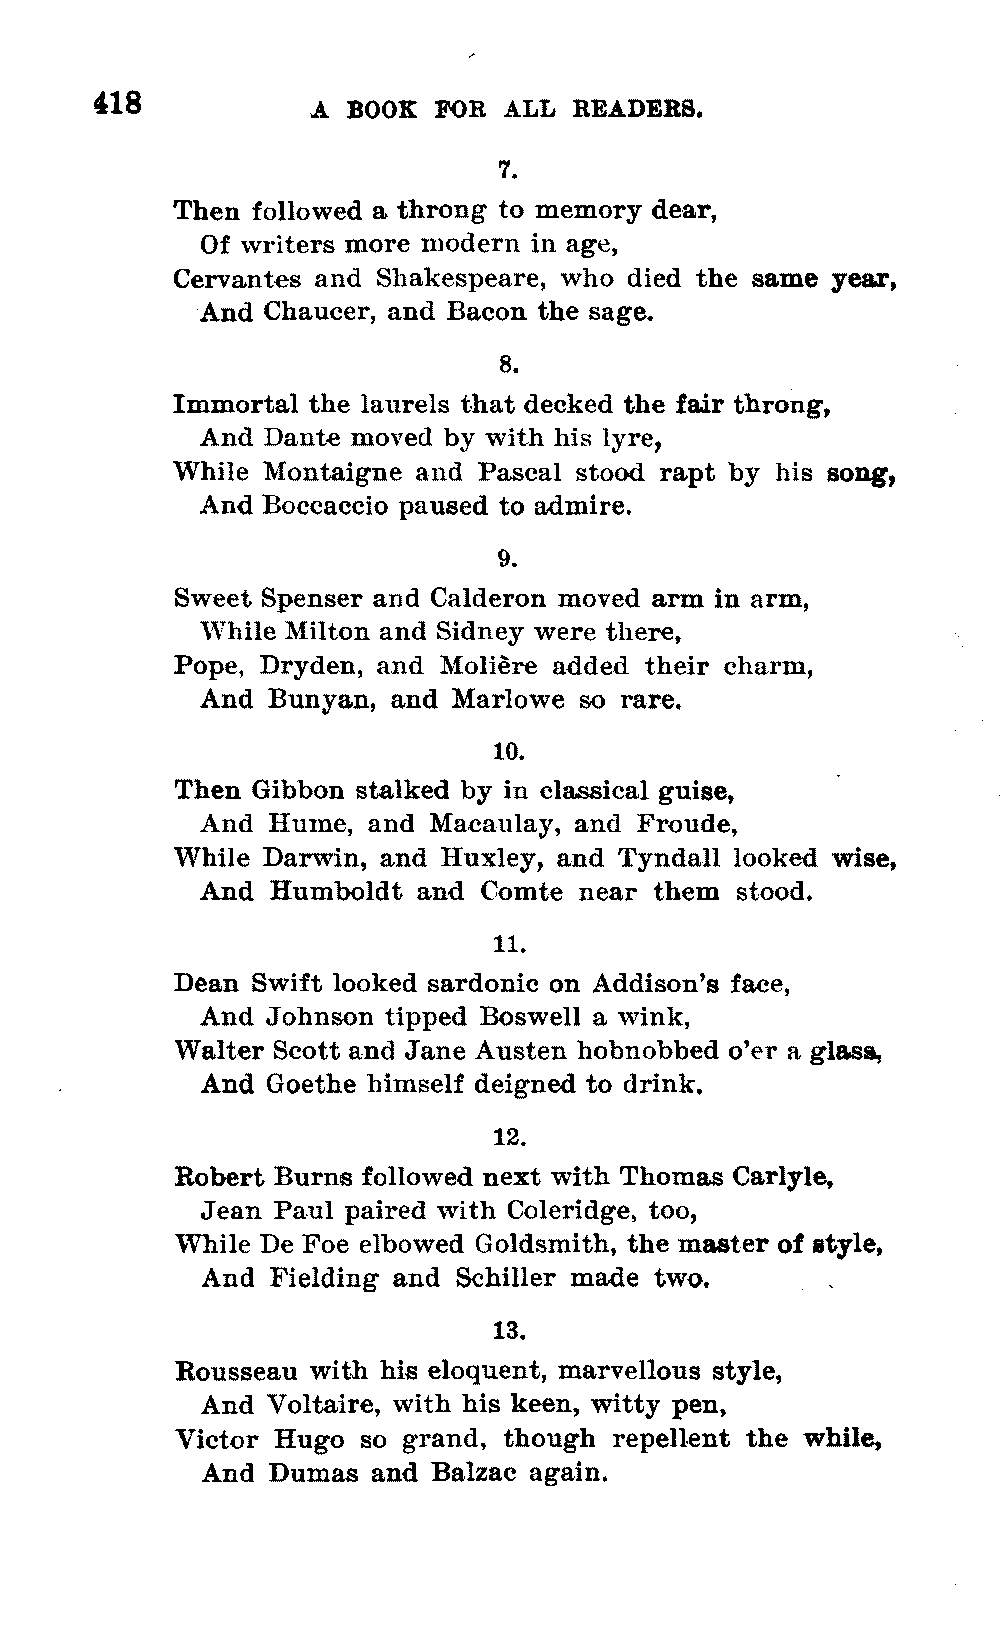 418
A BOOK FOR ALL READERS.
7.
Then followed a throng to memory dear,
Of writers more modern in age,
Cervantes and Shakespeare, who died the same year,
And Chaucer, and Bacon the sage.
8.
Immortal the laurels that decked the fair throng,
And Dante moved by with his lyre,
While Montaigne and Pascal stood rapt by his song,
And Boccaccio paused to admire.
9.
Sweet Spenser and Calderon moved arm in arm,
While Milton and Sidney were there,
Pope, Dryden, and Molière added their charm,
And Bunyan, and Marlowe so rare.
10.
Then Gibbon stalked by in classical guise,
And Hume, and Macaulay, and Froude,
While Darwin, and Huxley, and Tyndall looked wise,
And Humboldt and Comte near them stood.
11.
Dean Swift looked sardonic on Addison's face,
And Johnson tipped Boswell a wink,
Walter Scott and Jane Austen hobnobbed o'er a glass,
And Goethe himself deigned to drink.
12.
Robert Burns followed next with Thomas Carlyle,
Jean Paul paired with Coleridge, too,
While De Foe elbowed Goldsmith, the master of style,
And Fielding and Schiller made two.
13.
Rousseau with his eloquent, marvellous style,
And Voltaire, with his keen, witty pen,
Victor Hugo so grand, though repellent the while,
And Dumas and Balzac again.